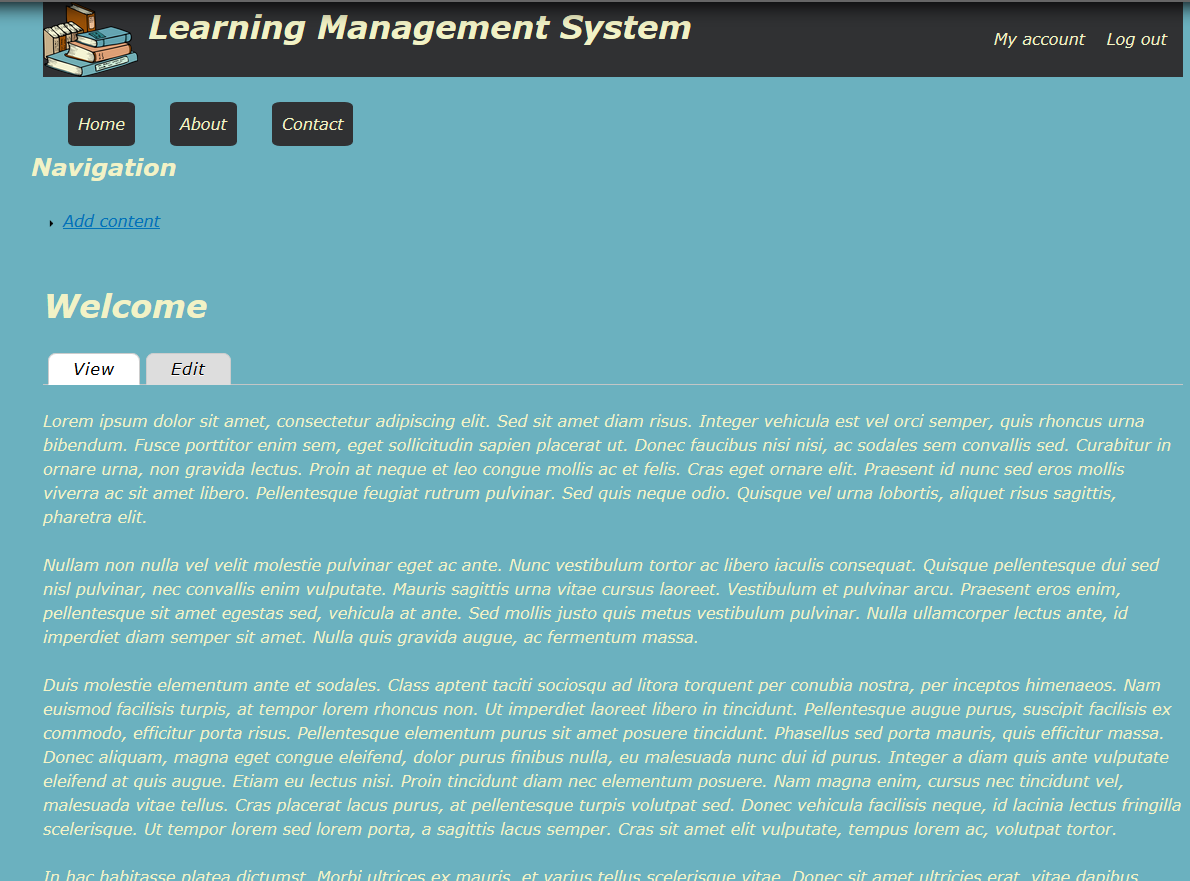 Learning Management System
My account Log out
Home About Contact
Navigation
Add content
Welcome
View Edit
Lorem ipsum dolor sit amet, consectetur adipiscing elit. Sed sit amet diam risus. Integer vehicula est vel orci semper, quis rhoncus urna
bibendum. Fusce porttitor enim sem, eget sollicitudin sapien placerat ut. Donec faucibus nisi nisi, ac sodales sem convallis sed. Curabitur in
ornare urna, non gravida lectus. Proin at neque et leo congue mollis ac et felis. Cras eget ornare elit. Praesent id nunc sed eros mollis
viverra ac sit amet libero. Pellentesque feugiat rutrum pulvinar. Sed quis neque odio. Quisque vel urna lobortis, aliquet risus sagittis,
pharetra elit.
Nullam non nulla vel velit molestie pulvinar eget ac ante. Nunc vestibulum tortor ac libero iaculis consequat. Quisque pellentesque dui sed
nisl pulvinar, nec convallis enim vulputate. Mauris sagittis urna vitae cursus laoreet. Vestibulum et pulvinar arcu. Praesent eros enim,
pellentesque sit amet egestas sed, vehicula at ante. Sed mollis justo quis metus vestibulum pulvinar. Nulla ullamcorper lectus ante, id
imperdiet diam semper sit amet. Nulla quis gravida augue, ac fermentum massa.
Duis molestie elementum ante et sodales. Class aptent taciti sociosqu ad litora torquent per conubia nostra, per inceptos himenaeos. Nam
euismod facilisis turpis, at tempor lorem rhoncus non. Ut imperdiet laoreet libero in tincidunt. Pellentesque augue purus, suscipit facilisis ex
commodo, efficitur porta risus. Pellentesque elementum purus sit amet posuere tincidunt. Phasellus sed porta mauris, quis efficitur massa.
Donec aliquam, magna eget congue eleifend, dolor purus finibus nulla, eu malesuada nunc dui id purus. Integer a diam quis ante vulputate
eleifend at quis augue. Etiam eu lectus nisi. Proin tincidunt diam nec elementum posuere. Nam magna enim, cursus nec tincidunt vel,
malesuada vitae tellus. Cras placerat lacus purus, at pellentesque turpis volutpat sed. Donec vehicula facilisis neque, id lacinia lectus fringilla
scelerisque. Ut tempor lorem sed lorem porta, a sagittis lacus semper. Cras sit amet elit vulputate, tempus lorem ac, volutpat tortor.
In hac habitasse platea dictumst. Morbi ultrices ex mauris, et varius tellus scelerisque vitae. Donec sit amet ultricies erat, vitae dapibus